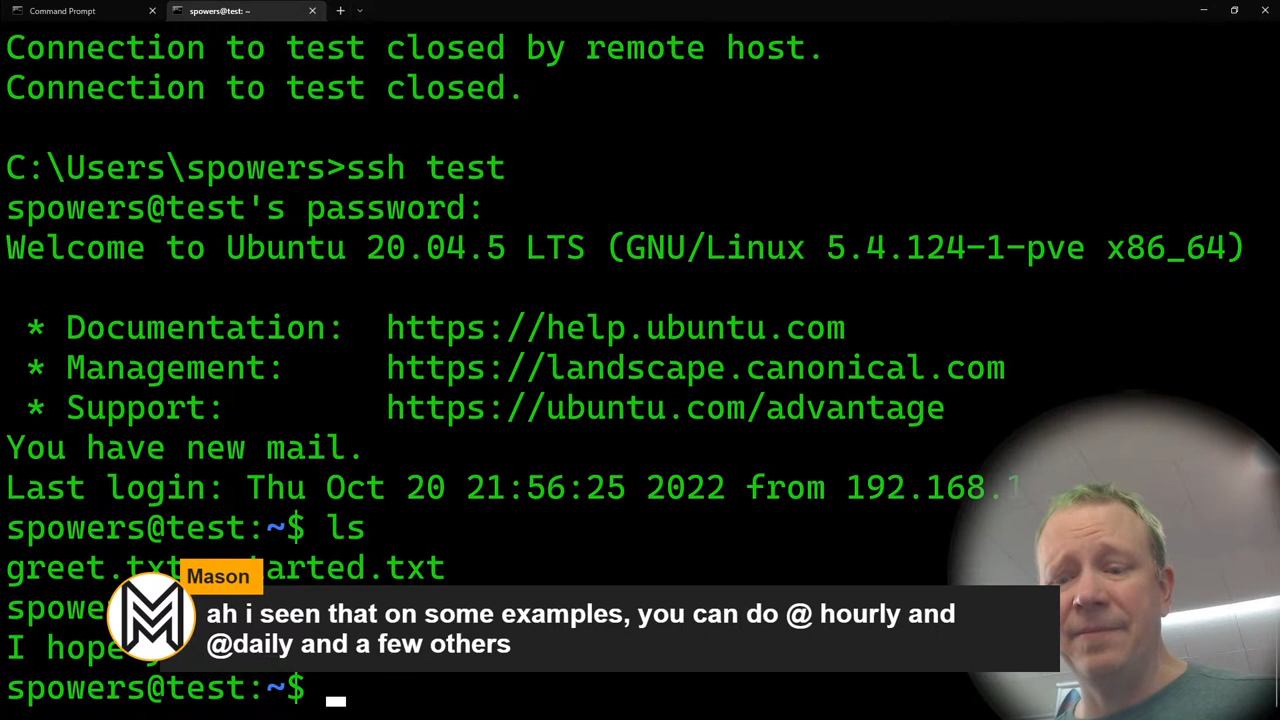 Command Prompt
spowers@test: ~
Connection to test closed by remote host.
Connection to test closed.
C:\Users\spowers>ssh test
spowers@test's password:
Welcome to Ubuntu 20.04.5 LTS (GNU/Linux 5.4.124-1-pve x86_64)
* Documentation: https://help.ubuntu.com
* Management: https://landscape.canonical.com
* Support: https://ubuntu.com/advantage
You have new mail.
Last login: Thu Oct 20 21:56:25 2022 from 192.168.1
spowers@test:~$ ls
greet.txt arted.txt
Mason
ah i seen that on some examples, you can do @ hourly and
@daily and a few others
spowe
I hope
spowers@test:~$